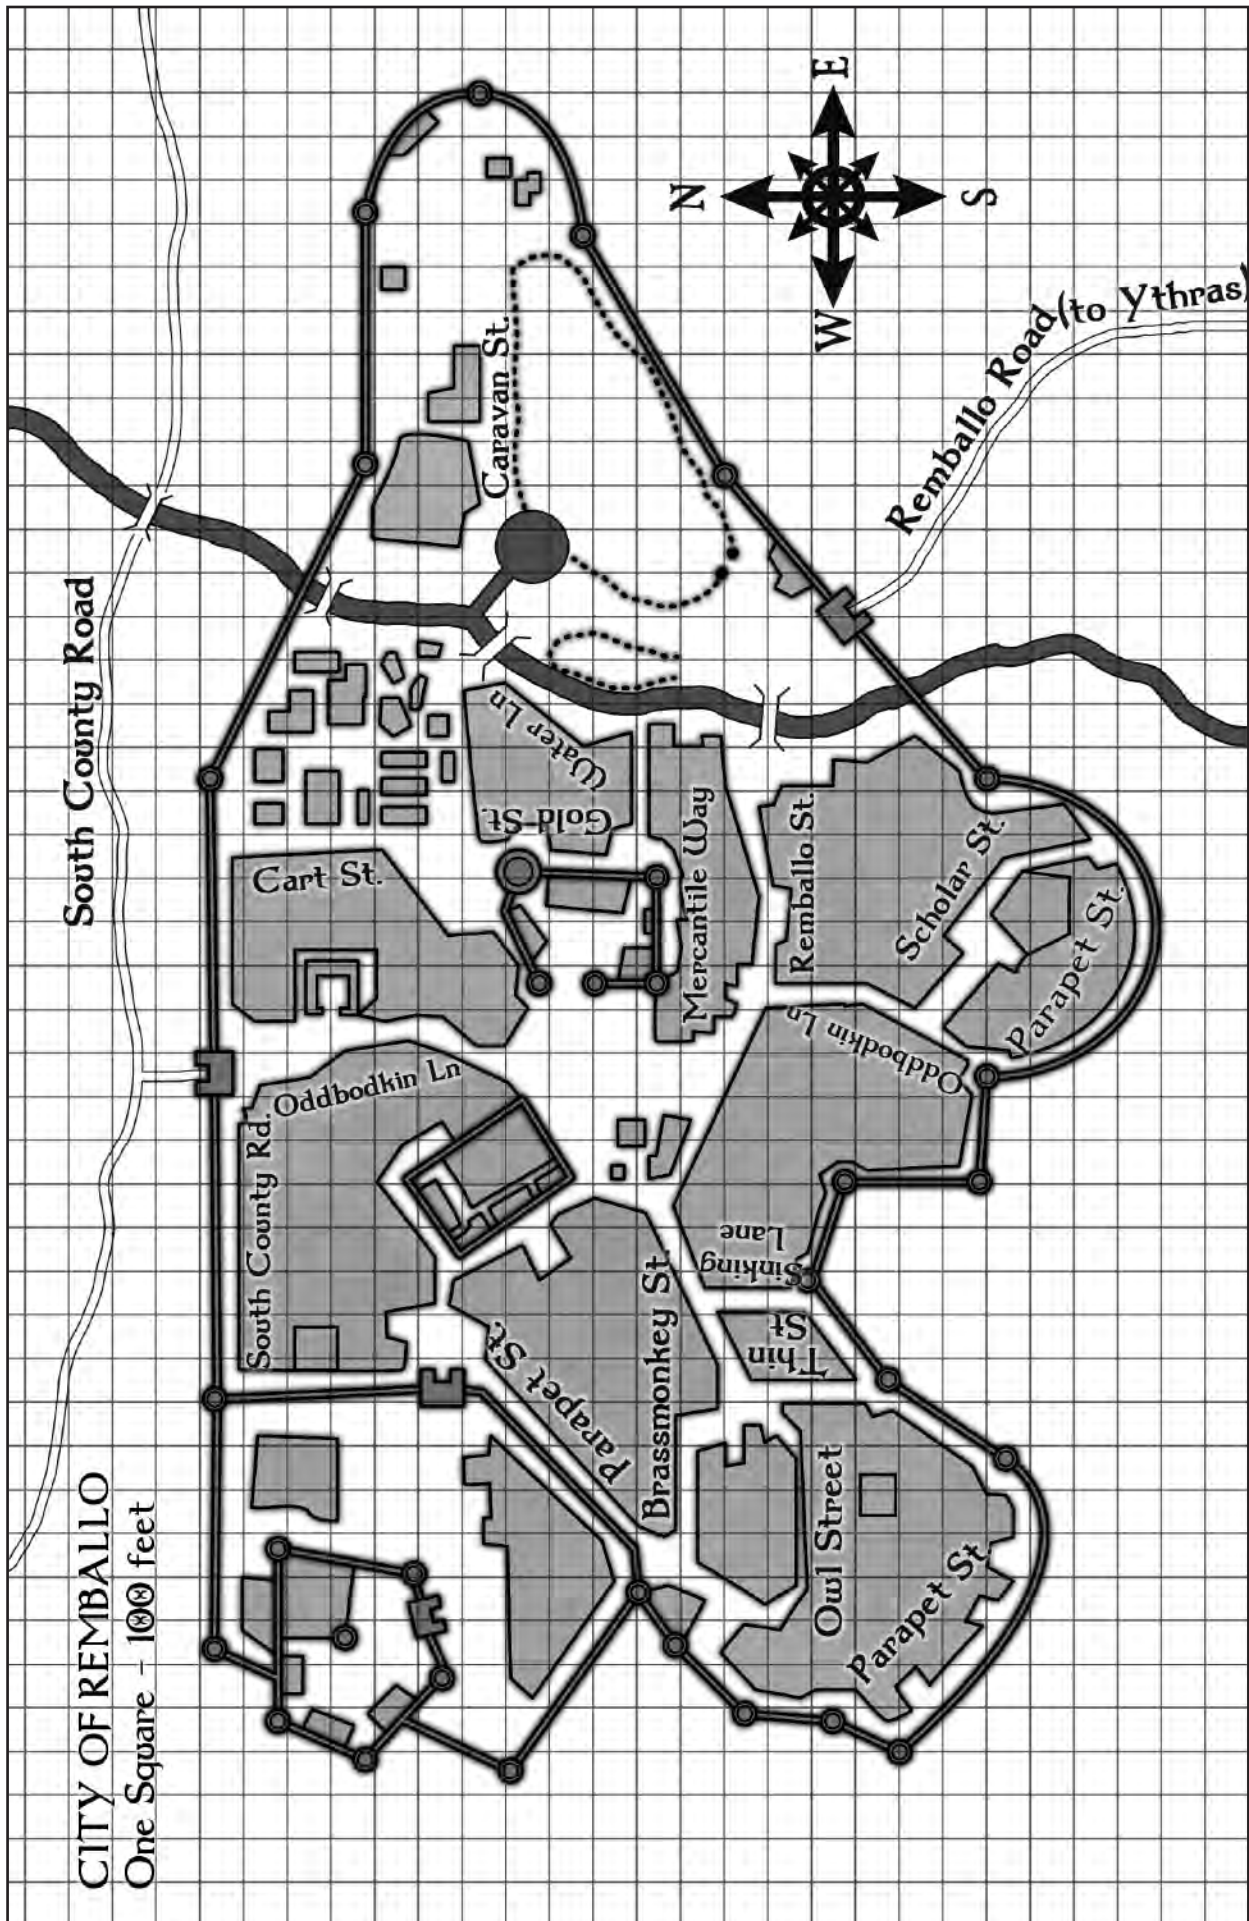 CITY OF REMBALLO
One Square - 100 feet
South County Road
N
E
S
W
Remballo Road (to Ythras)
Caravan St.
Water Ln
Gold St.
Cart St.
Mercantile Way
Remballo St.
Scholar St.
Parapet St.
Oddbodkin Ln
Oddbodkin Ln
South County Rd.
Sinking
Lane
Thin
St
Parapet St.
Brassmonkey St.
Owl Street
Parapet St.